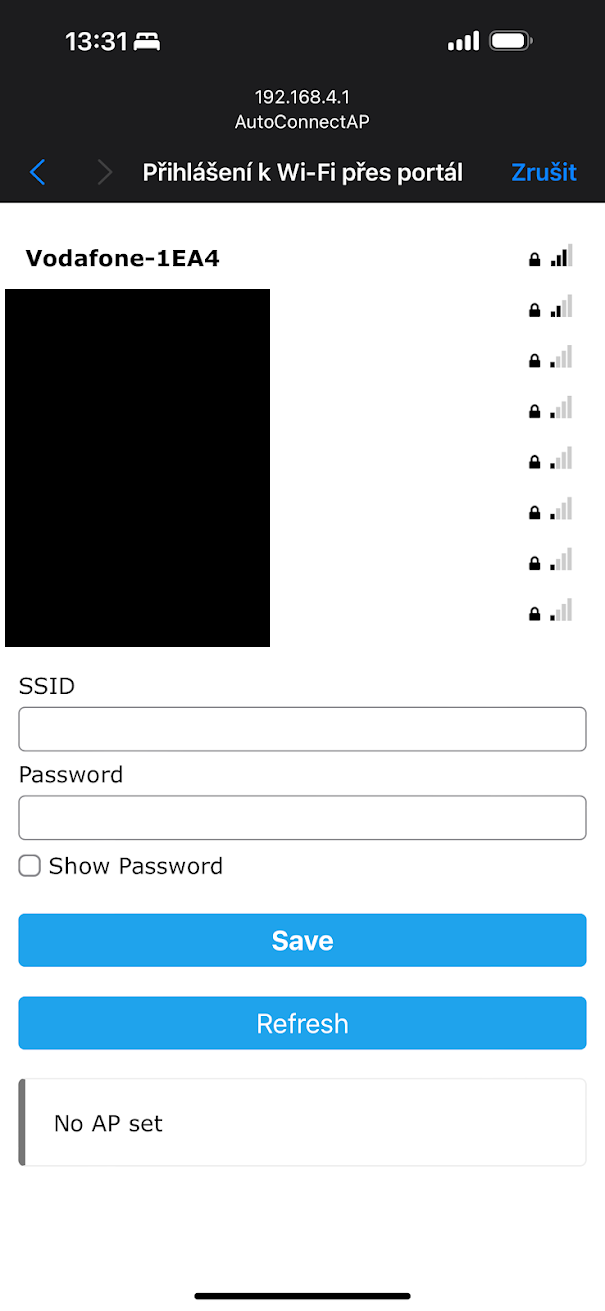 13:31
192.168.4.1
AutoConnectAP
Přihlášení k Wi-Fi přes portál
Zrušit
Vodafone-1EA4
SSID
Password
Show Password
Save
Refresh
No AP set